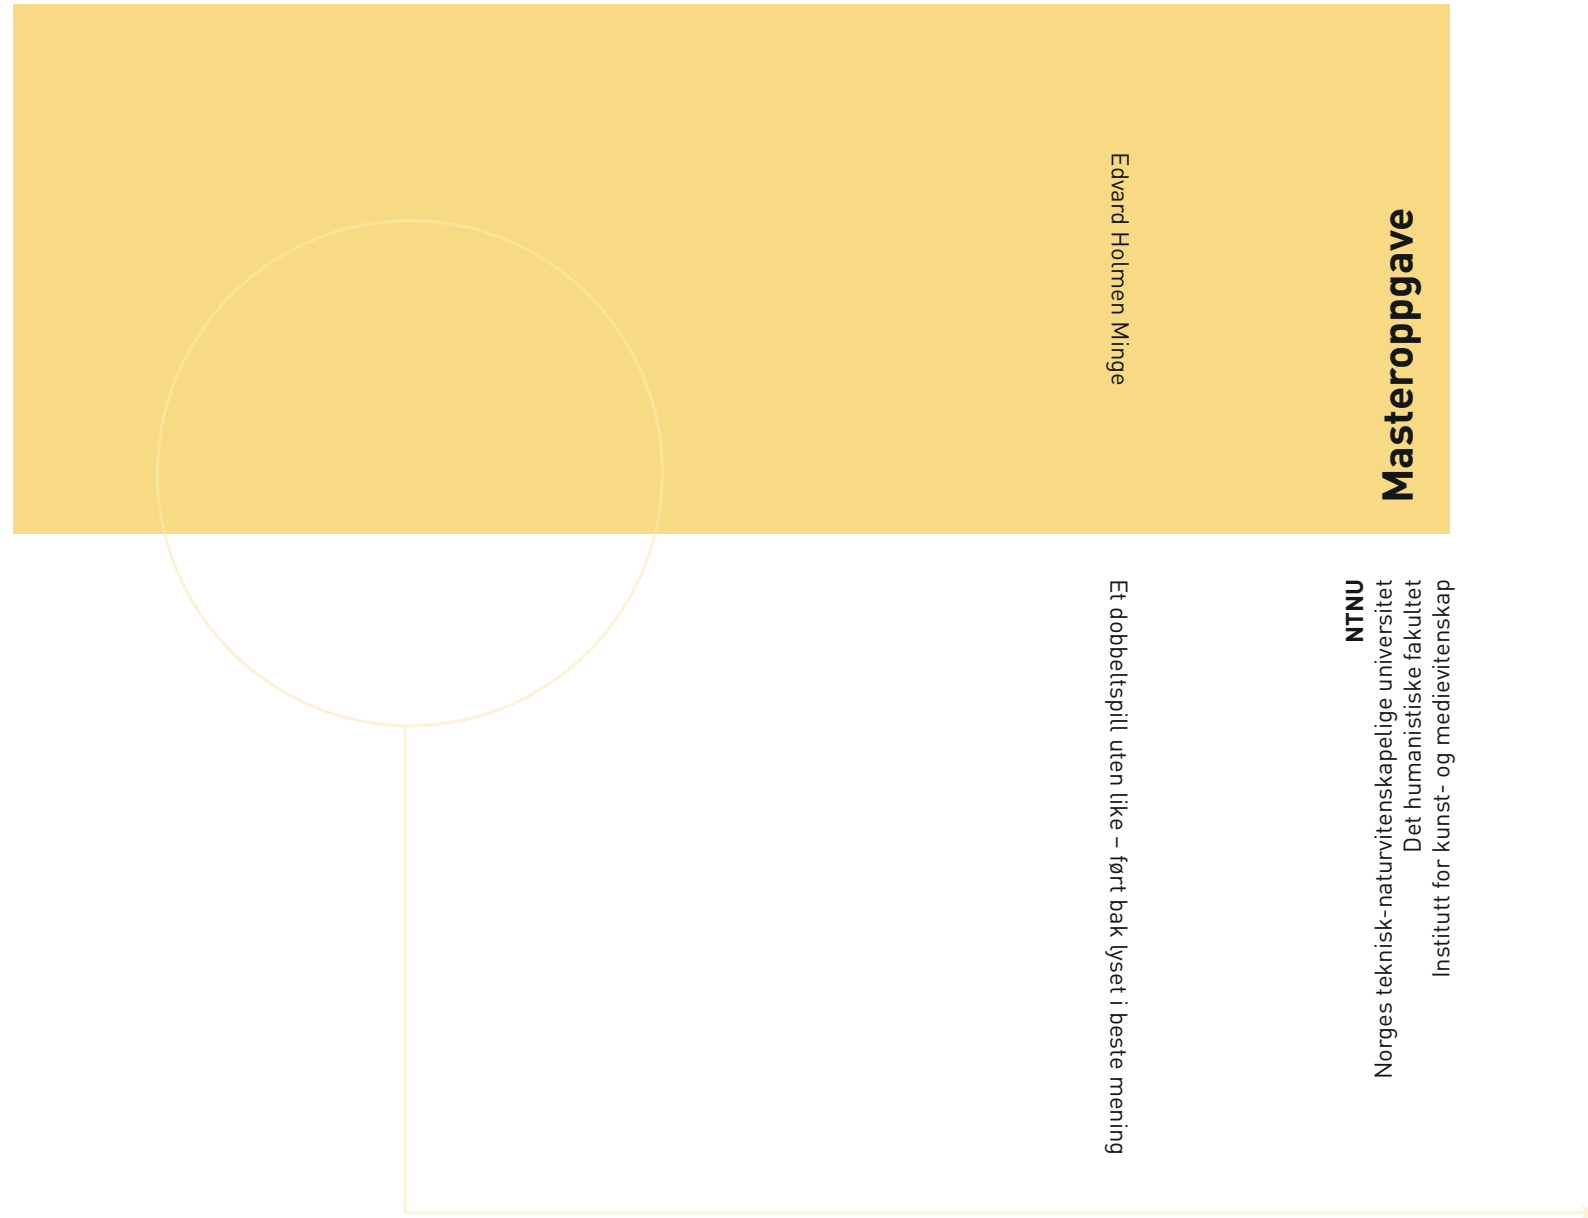 Edvard Holmen Minge
Et dobbeltspill uten like – ført bak lyset i beste mening
Masteroppgave
NTNU
Norges teknisk-naturvitenskapelige universitet
Det humanistiske fakultet
Institutt for kunst- og medievitenskap